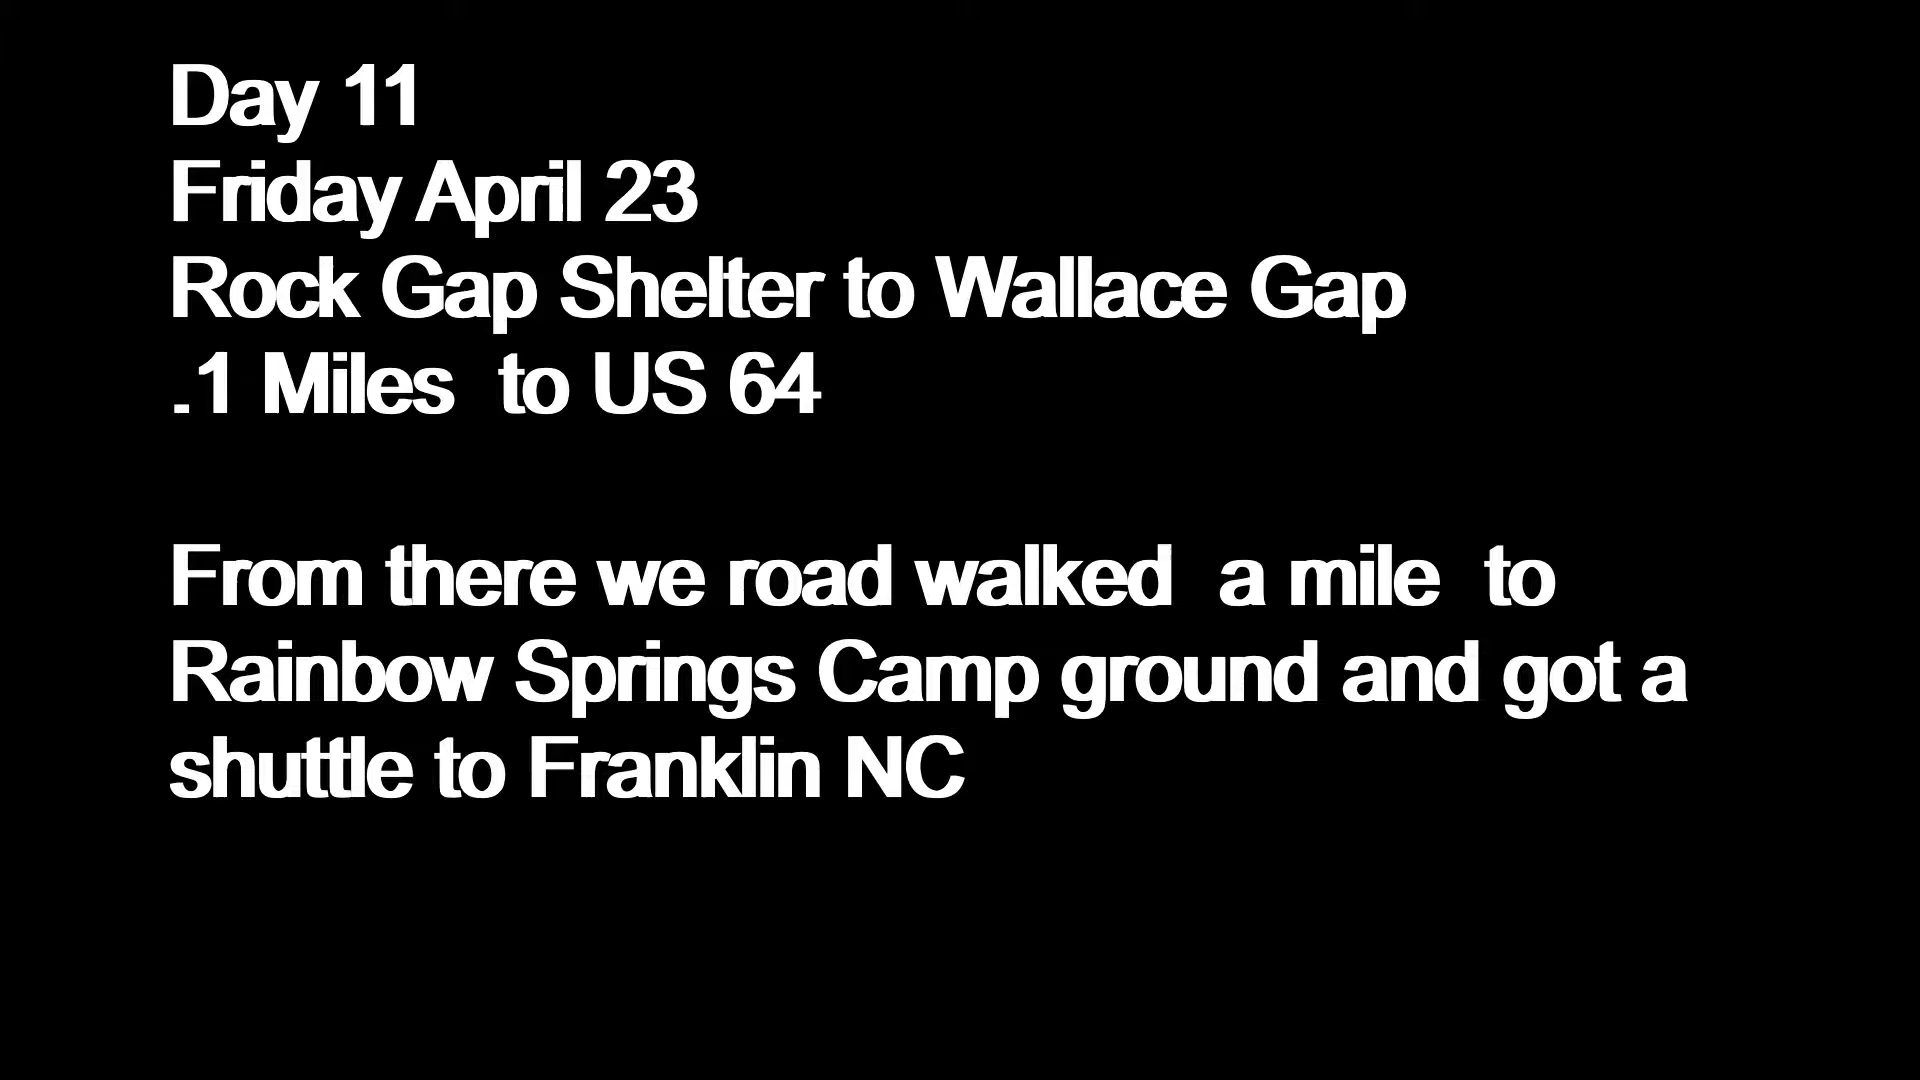 Day 11
Friday April 23
Rock Gap Shelter to Wallace Gap
.1 Miles  to US 64
From there we road walked  a mile  to
Rainbow Springs Camp ground and got a
shuttle to Franklin NC